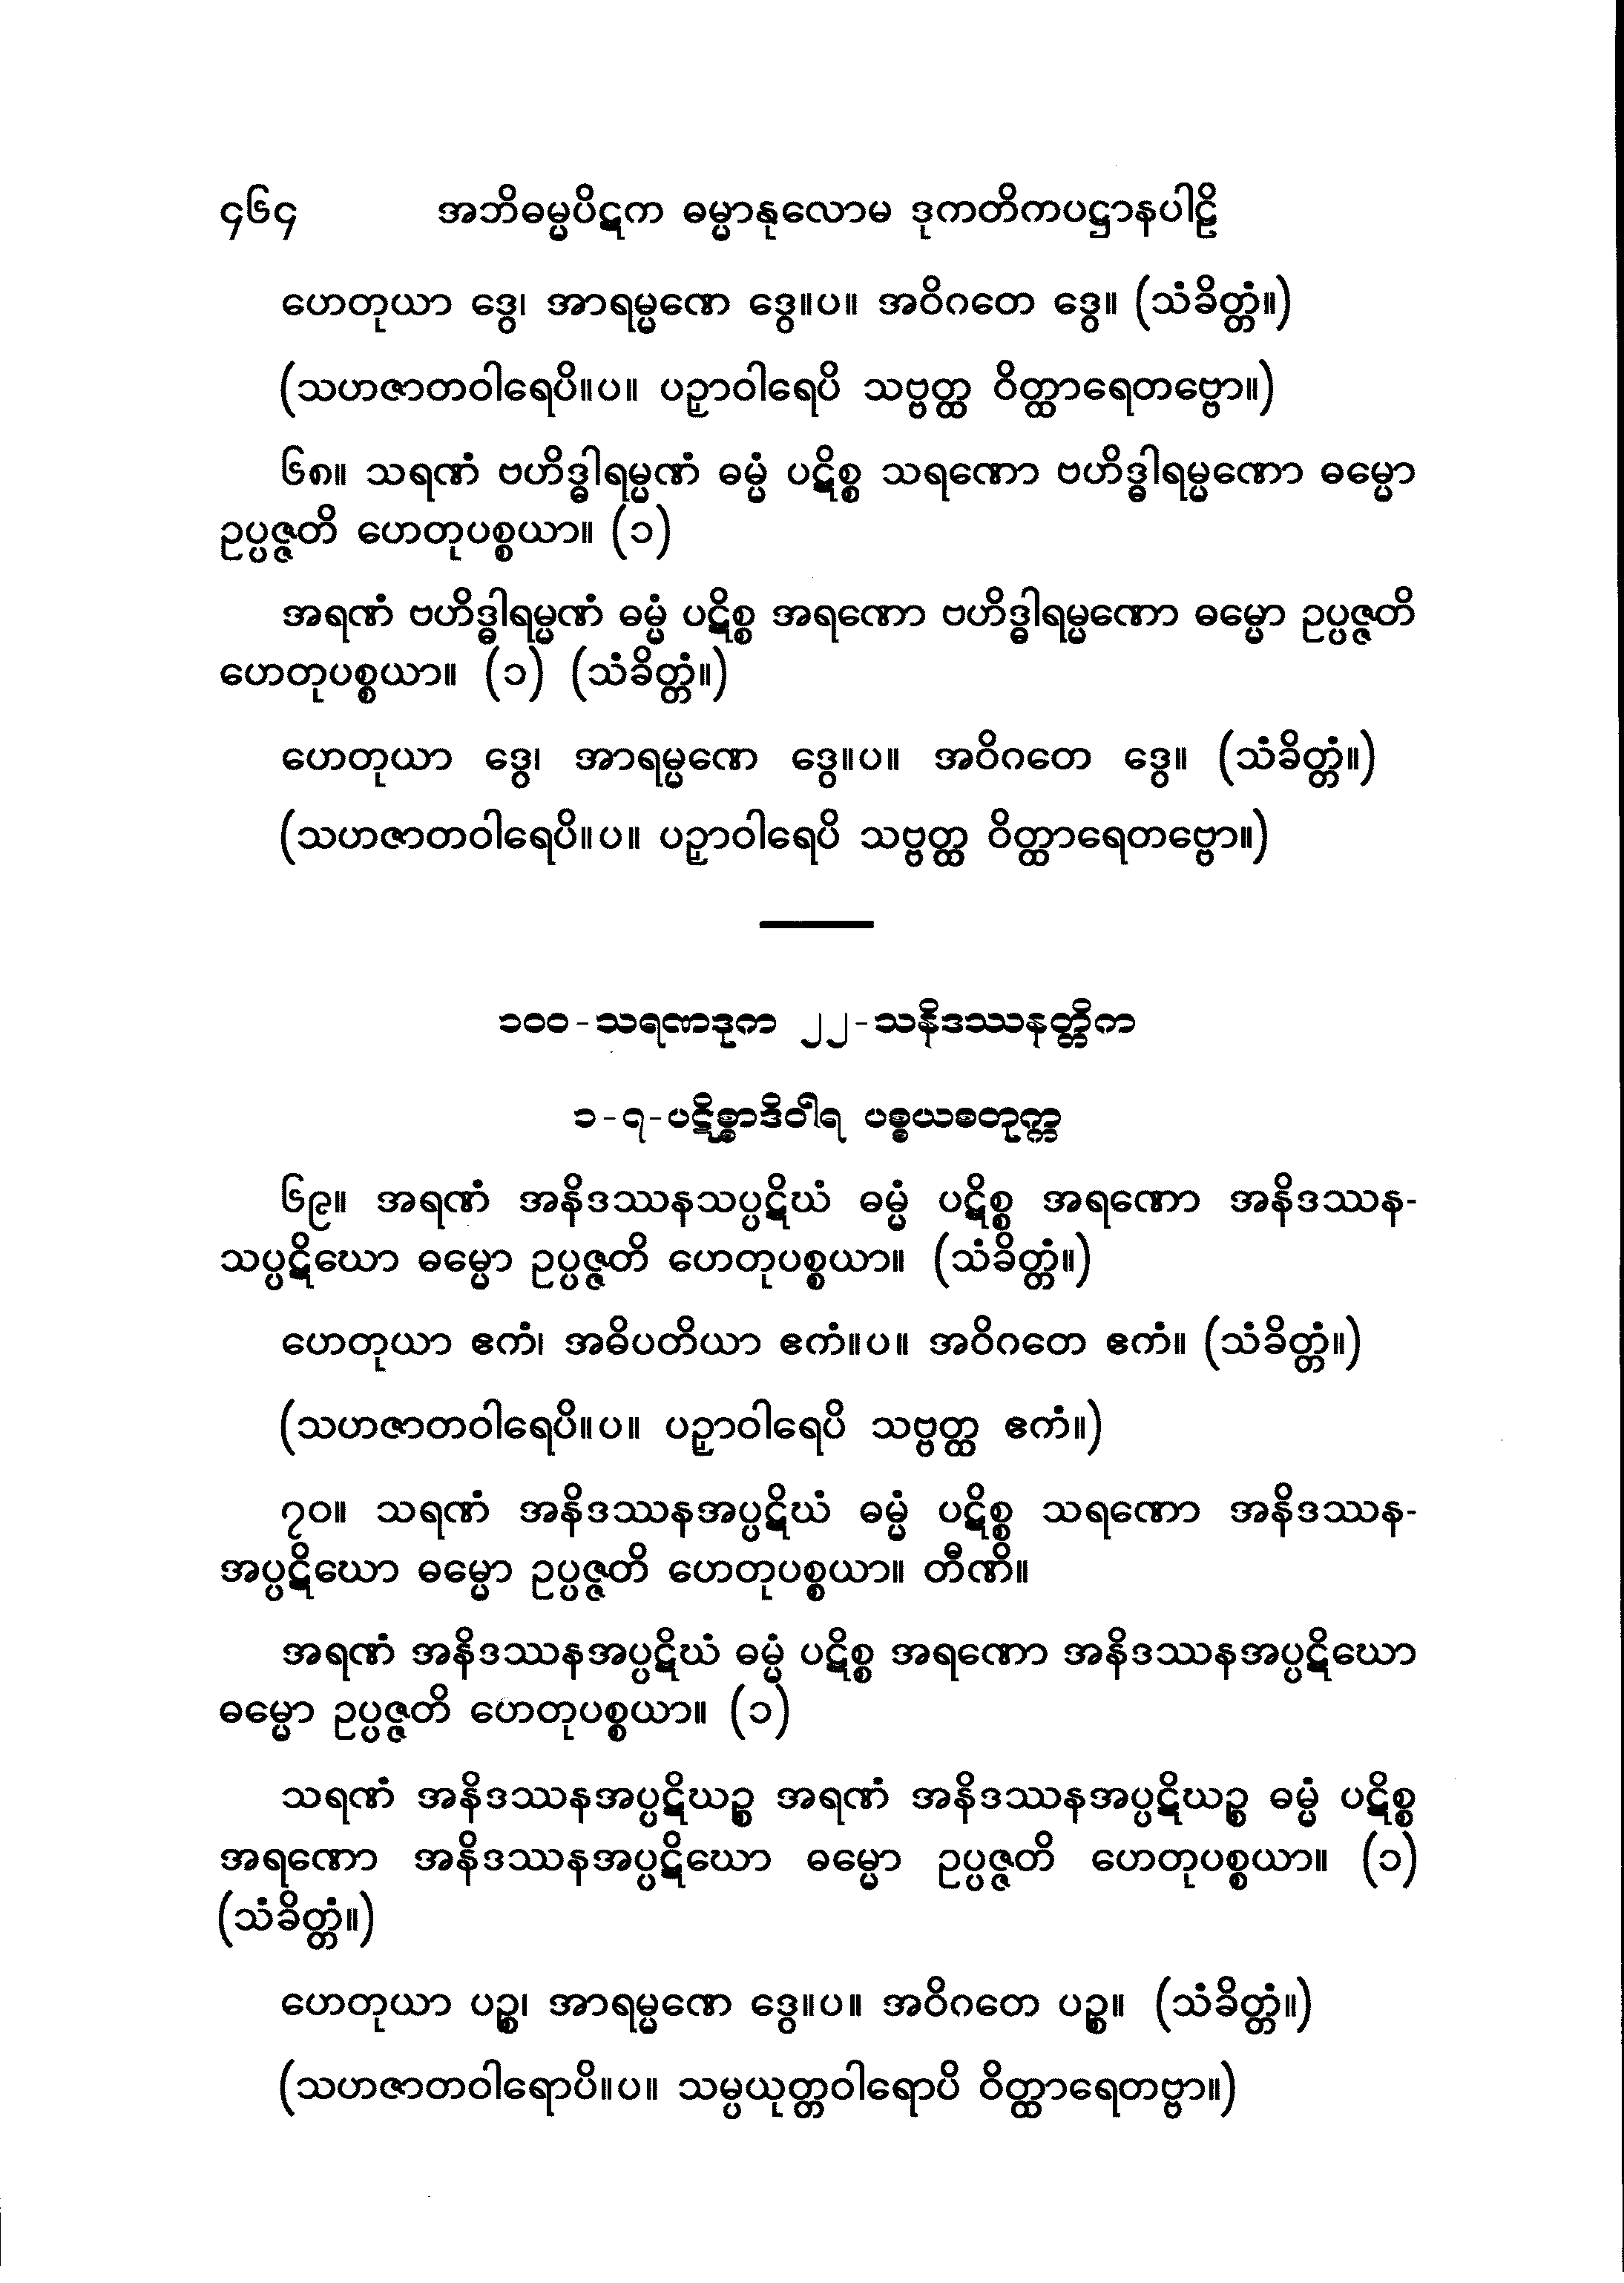 ၄၆၄ အဘိဓမ္မပိဋက ဓမ္မာနုလောမ ဒုကတိကပဋ္ဌာနပါဠိ
ဟေတုယာ ဒွေ၊ အာရမ္မဏေ ဒွေ။ပ။ အဝိဂတေ ဒွေ။ (သံခိတ္တံ။)
(သဟဇာတဝါရေပိ။ပ။ ပဉှာဝါရေပိ သဗ္ဗတ္ထ ဝိတ္ထာရေတဗ္ဗော။)
၆၈။ သရဏံ ဗဟိဒ္ဓါရမ္မဏံ ဓမ္မံ ပဋိစ္စ သရဏော ဗဟိဒ္ဓါရမ္မဏော ဓမ္မော
ဥပ္ပဇ္ဇတိ ဟေတုပစ္စယာ။ (၁)
အရဏံ ဗဟိဒ္ဓါရမ္မဏံ ဓမ္မံ ပဋိစ္စ အရဏော ဗဟိဒ္ဓါရမ္မဏော ဓမ္မော ဥပ္ပဇ္ဇတိ
ဟေတုပစ္စယာ။ (၁) (သံခိတ္တံ။)
ဟေတုယာ ဒွေ၊ အာရမ္မဏေ ဒွေ။ပ။ အဝိဂတေ ဒွေ။ (သံခိတ္တံ။)
(သဟဇာတဝါရေပိ။ပ။ ပဉှာဝါရေပိ သဗ္ဗတ္ထ ဝိတ္ထာရေတဗ္ဗော။)
၁၀၀-သရဏဒုက ၂၂-သနိဒဿနတ္တိက
၁-၇-ပဋိစ္စာဒိဝါရ ပစ္စယစတုက္က
၆၉။ အရဏံ အနိဒဿနသပ္ပဋိဃံ ဓမ္မံ ပဋိစ္စ အရဏော အနိဒဿန-
သပ္ပဋိဃော ဓမ္မော ဥပ္ပဇ္ဇတိ ဟေတုပစ္စယာ။ (သံခိတ္တံ။)
ဟေတုယာ ဧကံ၊ အဓိပတိယာ ဧကံ။ပ။ အဝိဂတေ ဧကံ။ (သံခိတ္တံ။)
(သဟဇာတဝါရေပိ။ပ။ ပဉှာဝါရေပိ သဗ္ဗတ္ထ ဧကံ။)
၇၀။ သရဏံ အနိဒဿနအပ္ပဋိဃံ ဓမ္မံ ပဋိစ္စ သရဏော အနိဒဿန-
အပ္ပဋိဃော ဓမ္မော ဥပ္ပဇ္ဇတိ ဟေတုပစ္စယာ။ တီဏိ။
အရဏံ အနိဒဿနအပ္ပဋိဃံ ဓမ္မံ ပဋိစ္စ အရဏော အနိဒဿနအပ္ပဋိဃော
ဓမ္မော ဥပ္ပဇ္ဇတိ ဟေတုပစ္စယာ။ (၁)
သရဏံ အနိဒဿနအပ္ပဋိဃဉ္စ အရဏံ အနိဒဿနအပ္ပဋိဃဉ္စ ဓမ္မံ ပဋိစ္စ
အရဏော အနိဒဿနအပ္ပဋိဃော ဓမ္မော ဥပ္ပဇ္ဇတိ ဟေတုပစ္စယာ။ (၁)
(သံခိတ္တံ။)
ဟေတုယာ ပဉ္စ၊ အာရမ္မဏေ ဒွေ။ပ။ အဝိဂတေ ပဉ္စ။ (သံခိတ္တံ။)
(သဟဇာတဝါရောပိ။ပ။ သမ္ပယုတ္တဝါရောပိ ဝိတ္ထာရေတဗ္ဗာ။)